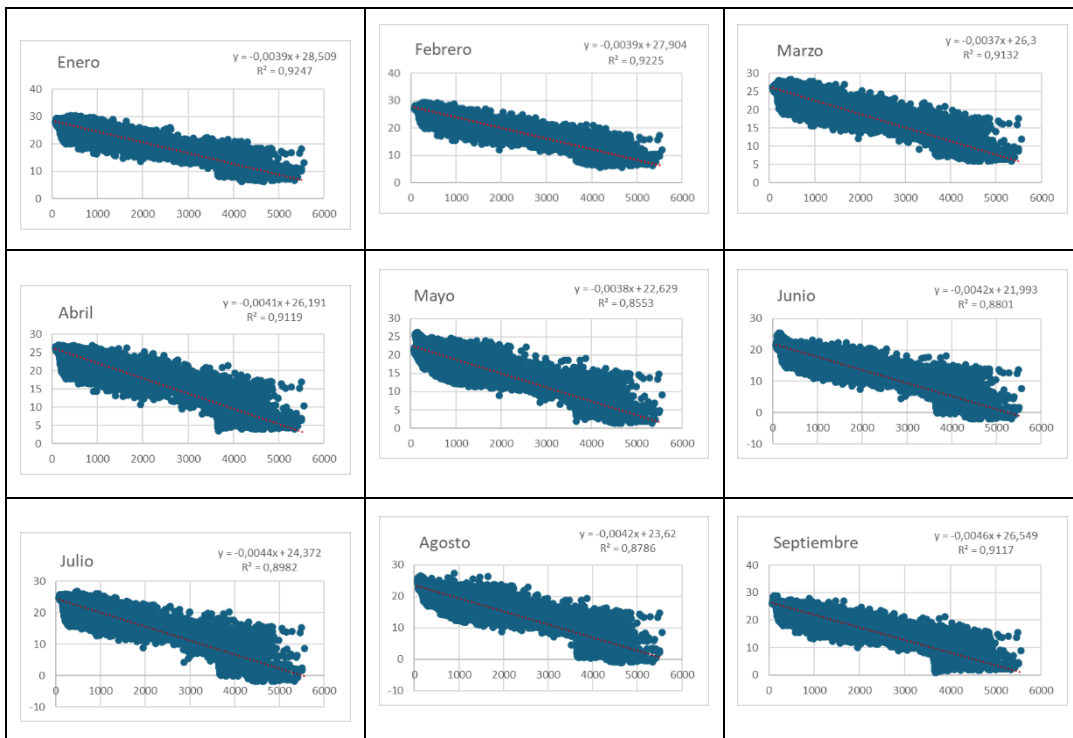 Enero
y = -0,0039x + 28,509
R² = 0,9247
40
30
20
10
0
0 1000 2000 3000 4000 5000 6000
Febrero
y = -0,0039x + 27,904
R² = 0,9225
40
30
20
10
0
0 1000 2000 3000 4000 5000 6000
Marzo
y = -0,0037x + 26,3
R² = 0,9132
30
25
20
15
10
5
0
0 1000 2000 3000 4000 5000 6000
Abril
y = -0,0041x + 26,191
R² = 0,9119
30
25
20
15
10
5
0
0 1000 2000 3000 4000 5000 6000
Mayo
y = -0,0038x + 22,629
R² = 0,8553
30
25
20
15
10
5
0
0 1000 2000 3000 4000 5000 6000
Junio
y = -0,0042x + 21,993
R² = 0,8801
30
20
10
0
-10
0 1000 2000 3000 4000 5000 6000
Julio
y = -0,0044x + 24,372
R² = 0,8982
30
20
10
0
-10
0 1000 2000 3000 4000 5000 6000
Agosto
y = -0,0042x + 23,62
R² = 0,8786
30
20
10
0
-10
0 1000 2000 3000 4000 5000 6000
Septiembre
y = -0,0046x + 26,549
R² = 0,9117
40
30
20
10
0
0 1000 2000 3000 4000 5000 6000